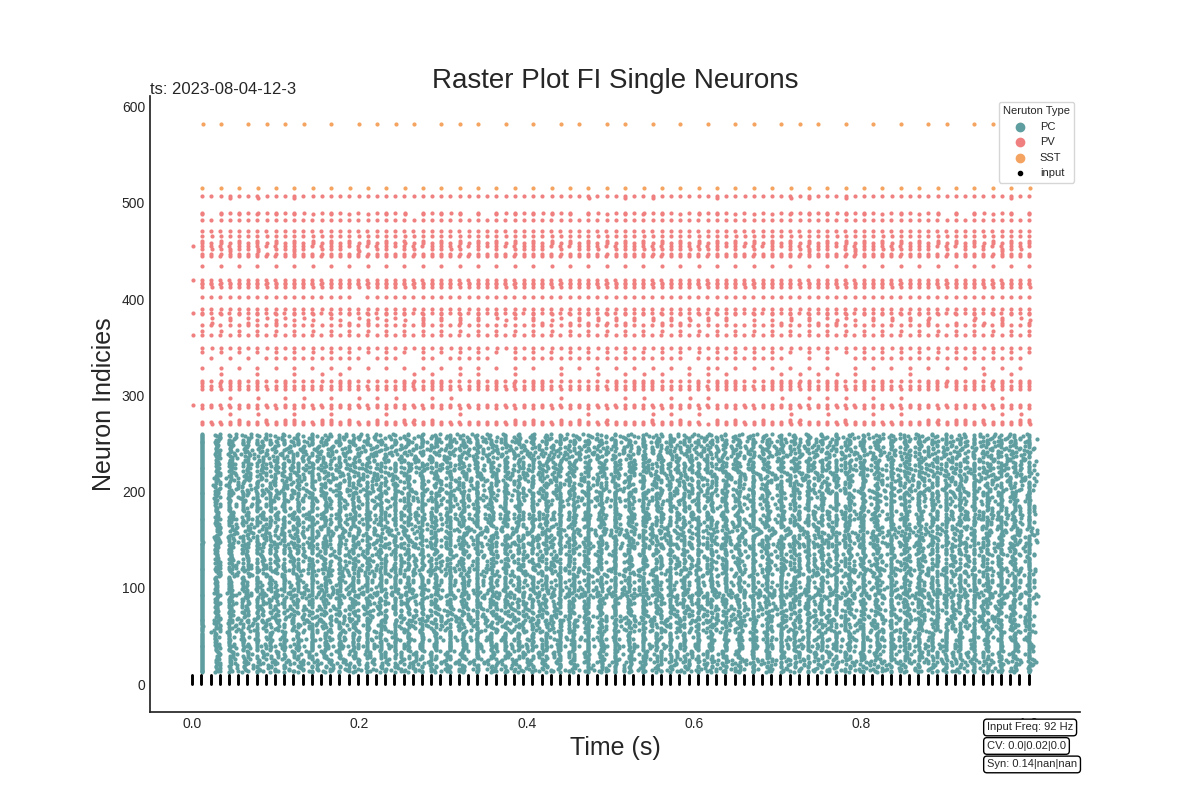 Raster Plot FI Single Neurons
ts: 2023-08-04-12-3
Neruton Type
PC
PV
SST
input
Neuron Indicies
600
500
400
300
200
100
0
0.0
0.2
0.4
0.6
0.8
Time (s)
Input Freq: 92 Hz
CV: 0.0|0.02|0.0
Syn: 0.14|nan|nan